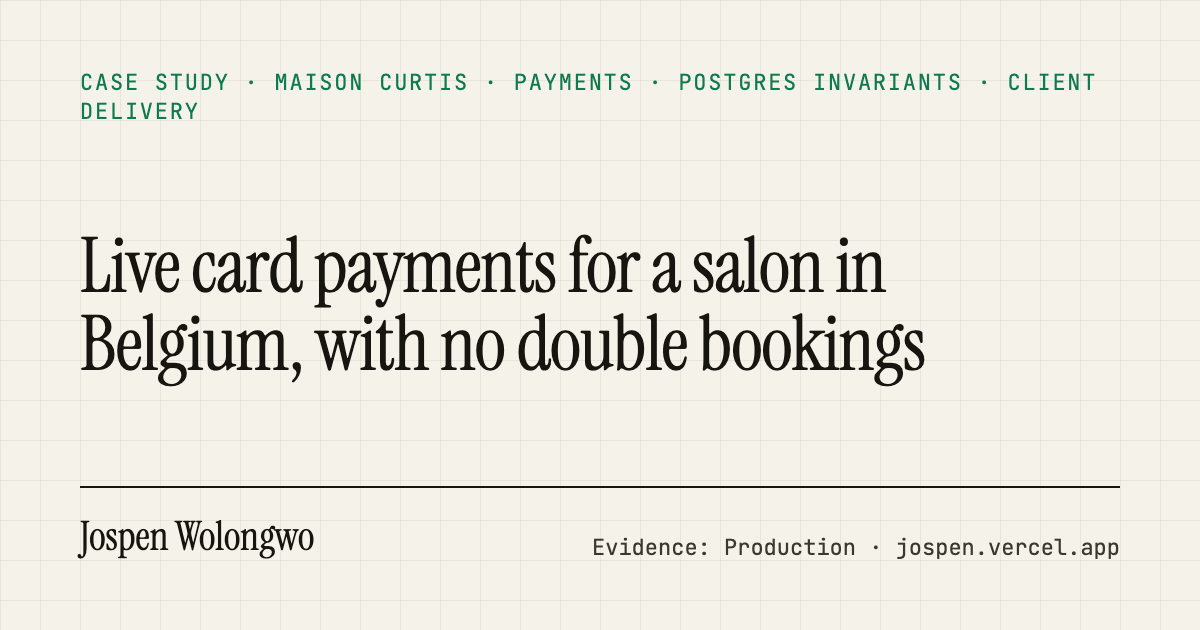 CASE STUDY · MAISON CURTIS · PAYMENTS · POSTGRES INVARIANTS · CLIENT
DELIVERY
Live card payments for a salon in
Belgium, with no double bookings
Jospen Wolongwo
Evidence: Production · jospen.vercel.app